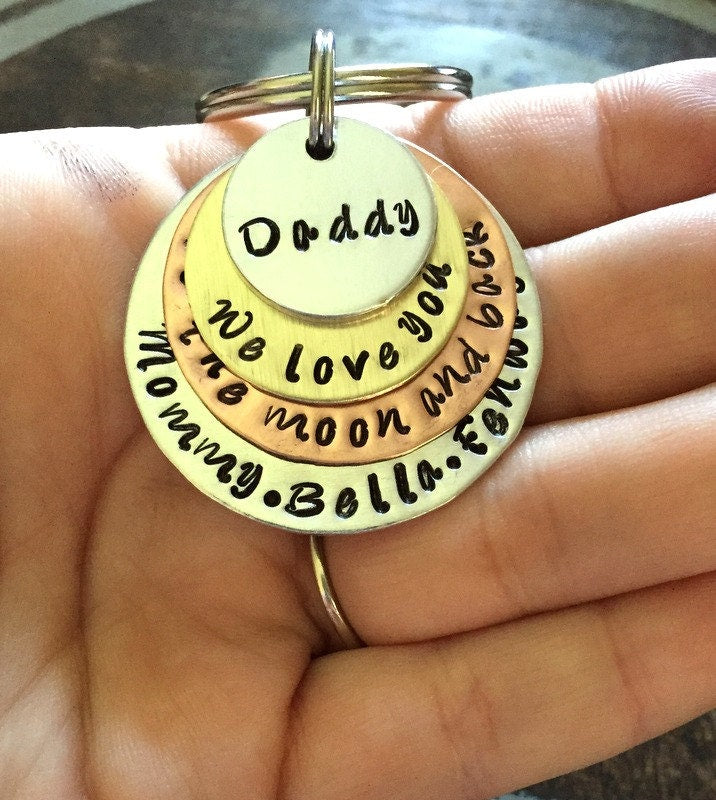 Daddy
We love you
the moon and back
Mommy•Bella•